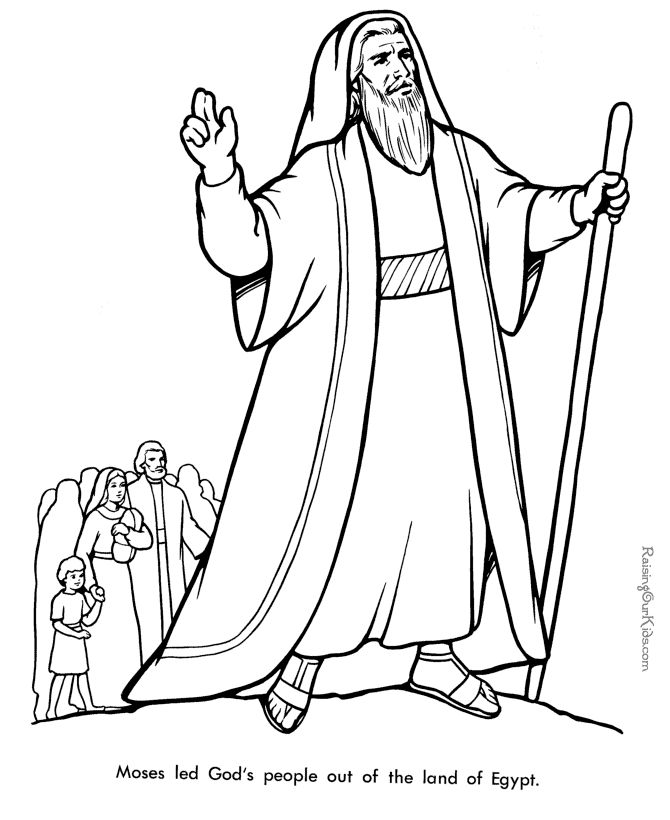 Moses led God's people out of the land of Egypt.
RaisingOurKids.com